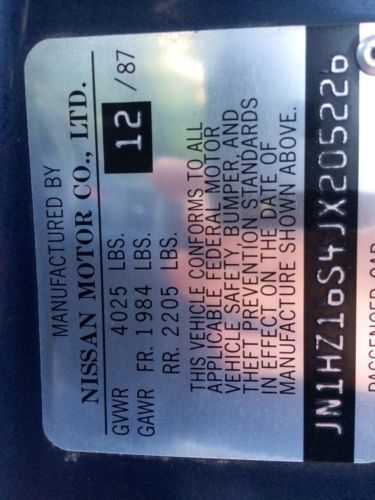 MANUFACTURED BY
NISSAN MOTOR CO., LTD.
12 /87
GVWR 4025 LBS.
GAWR FR. 1984 LBS.
RR. 2205 LBS.
THIS VEHICLE CONFORMS TO ALL
APPLICABLE FEDERAL MOTOR
VEHICLE SAFETY, BUMPER, AND
THEFT PREVENTION STANDARDS
IN EFFECT ON THE DATE OF
MANUFACTURE SHOWN ABOVE.
JN1HZ16S4JX205226
PASSENGER CAR